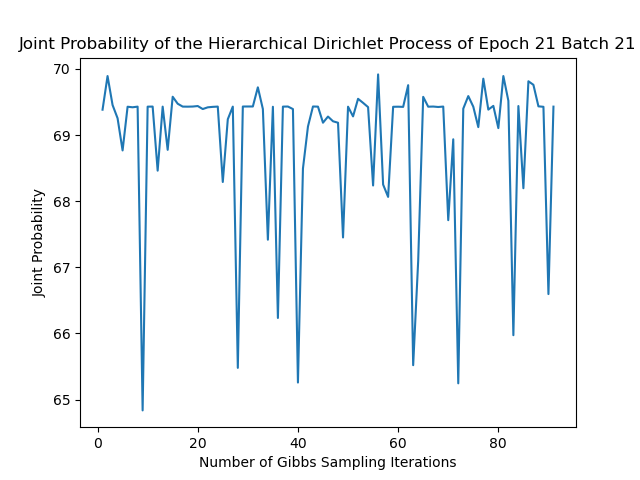 Joint Probability of the Hierarchical Dirichlet Process of Epoch 21 Batch 21
70
69
68
67
66
65
Joint Probability
0 20 40 60 80
Number of Gibbs Sampling Iterations